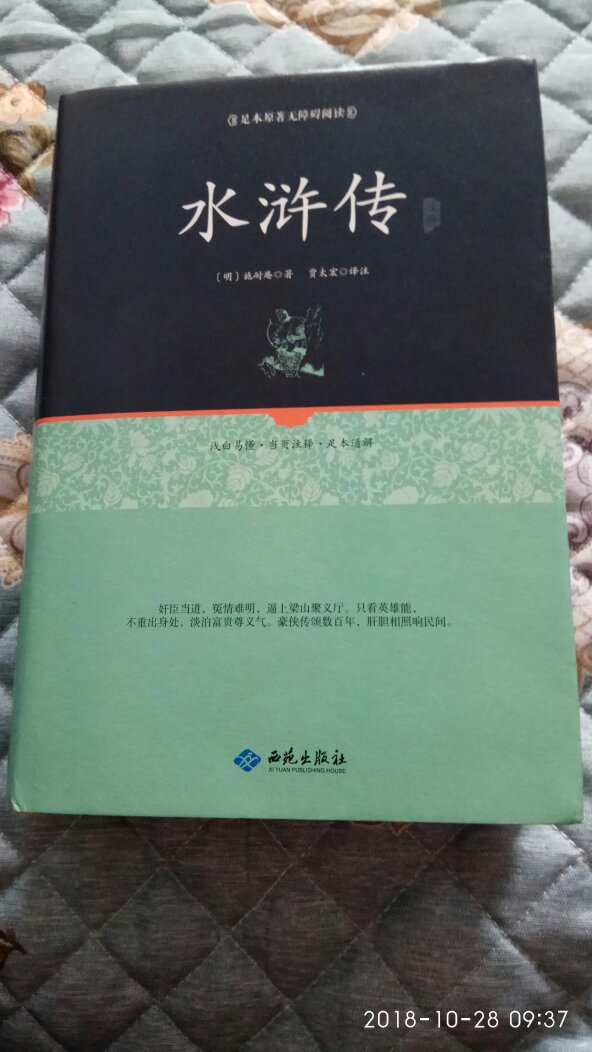 足本原著无障碍阅读
水浒传
〔明〕施耐庵◎著 贾太宏◎译注
浅白易懂·当页注释·足本通解
奸臣当道，冤情难明，逼上梁山聚义厅。只看英雄能，
不重出身处，淡泊富贵尊义气。豪侠传颂数百年，肝胆相照响民间。
西苑出版社
XI YUAN PUBLISHING HOUSE
2018-10-28 09:37